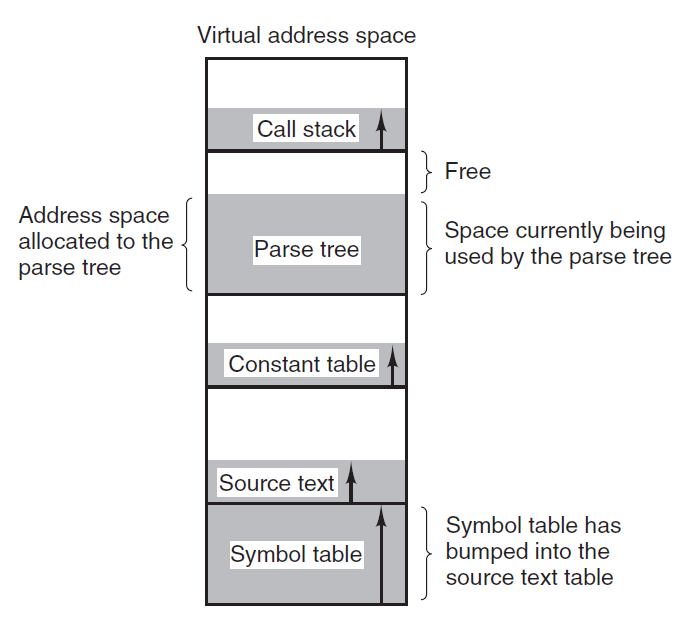 Virtual address space
Call stack
Free
Address space
allocated to the
parse tree
Parse tree
Space currently being
used by the parse tree
Constant table
Source text
Symbol table
Symbol table has
bumped into the
source text table